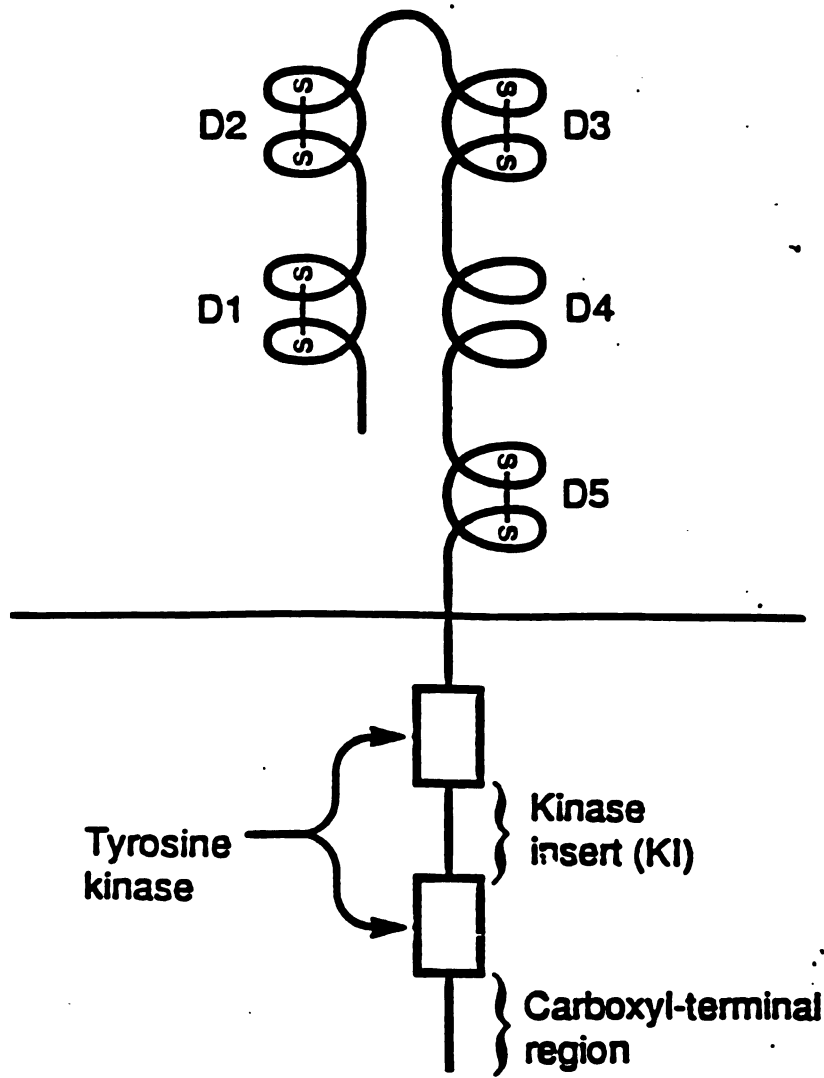 S S
D2 D3
S S
S
D1 D4
S
S
D5
S
Kinase
insert (KI)
Tyrosine
kinase
Carboxyl-terminal
region